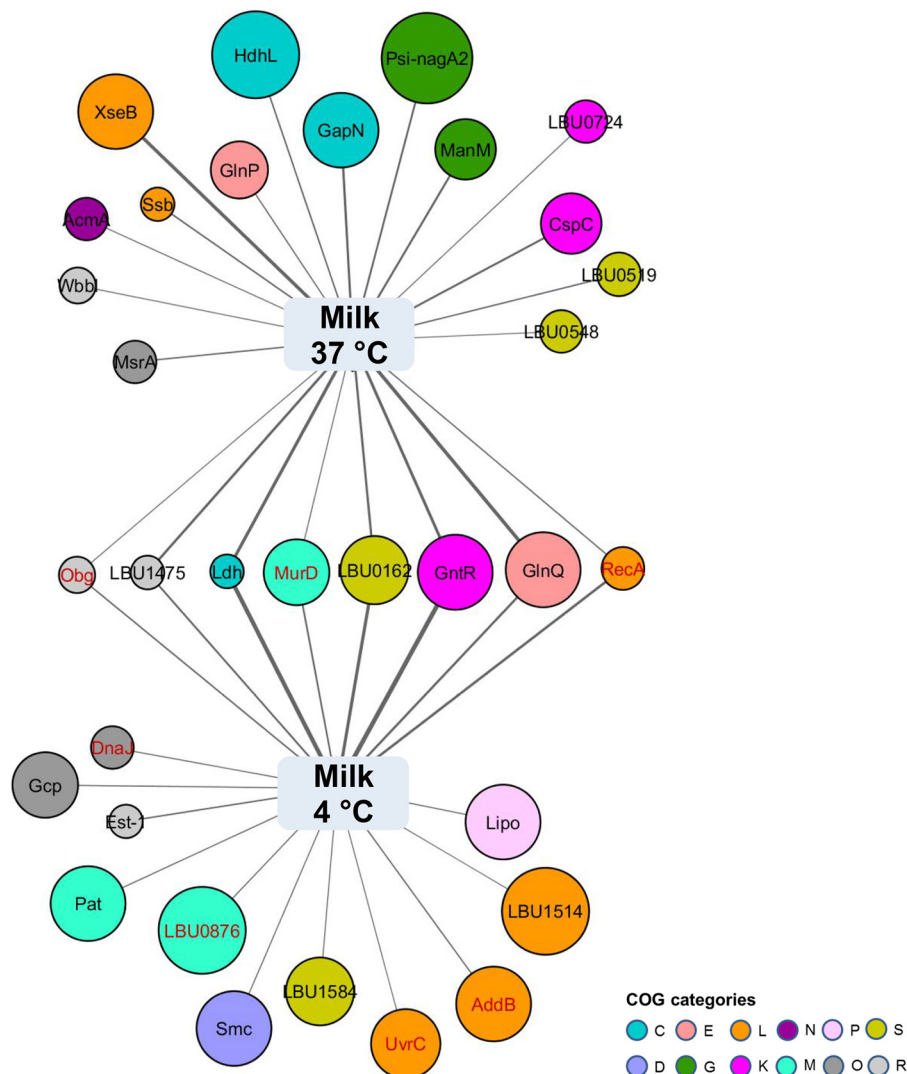 HdhL
Psi-nagA2
XseB
GapN
LBU0724
ManM
GlnP
Ssb
AcmA
CspC
LBU0519
WbbI
LBU0548
MsrA
Milk
37 °C
Obg
LBU1475
Ldh
MurD
LBU0162
GntR
GlnQ
RecA
DnaJ
Gcp
Est-1
Milk
4 °C
Lipo
Pat
LBU0876
LBU1514
LBU1584
Smc
UvrC
AddB
COG categories
C E L N P S
D G K M O R